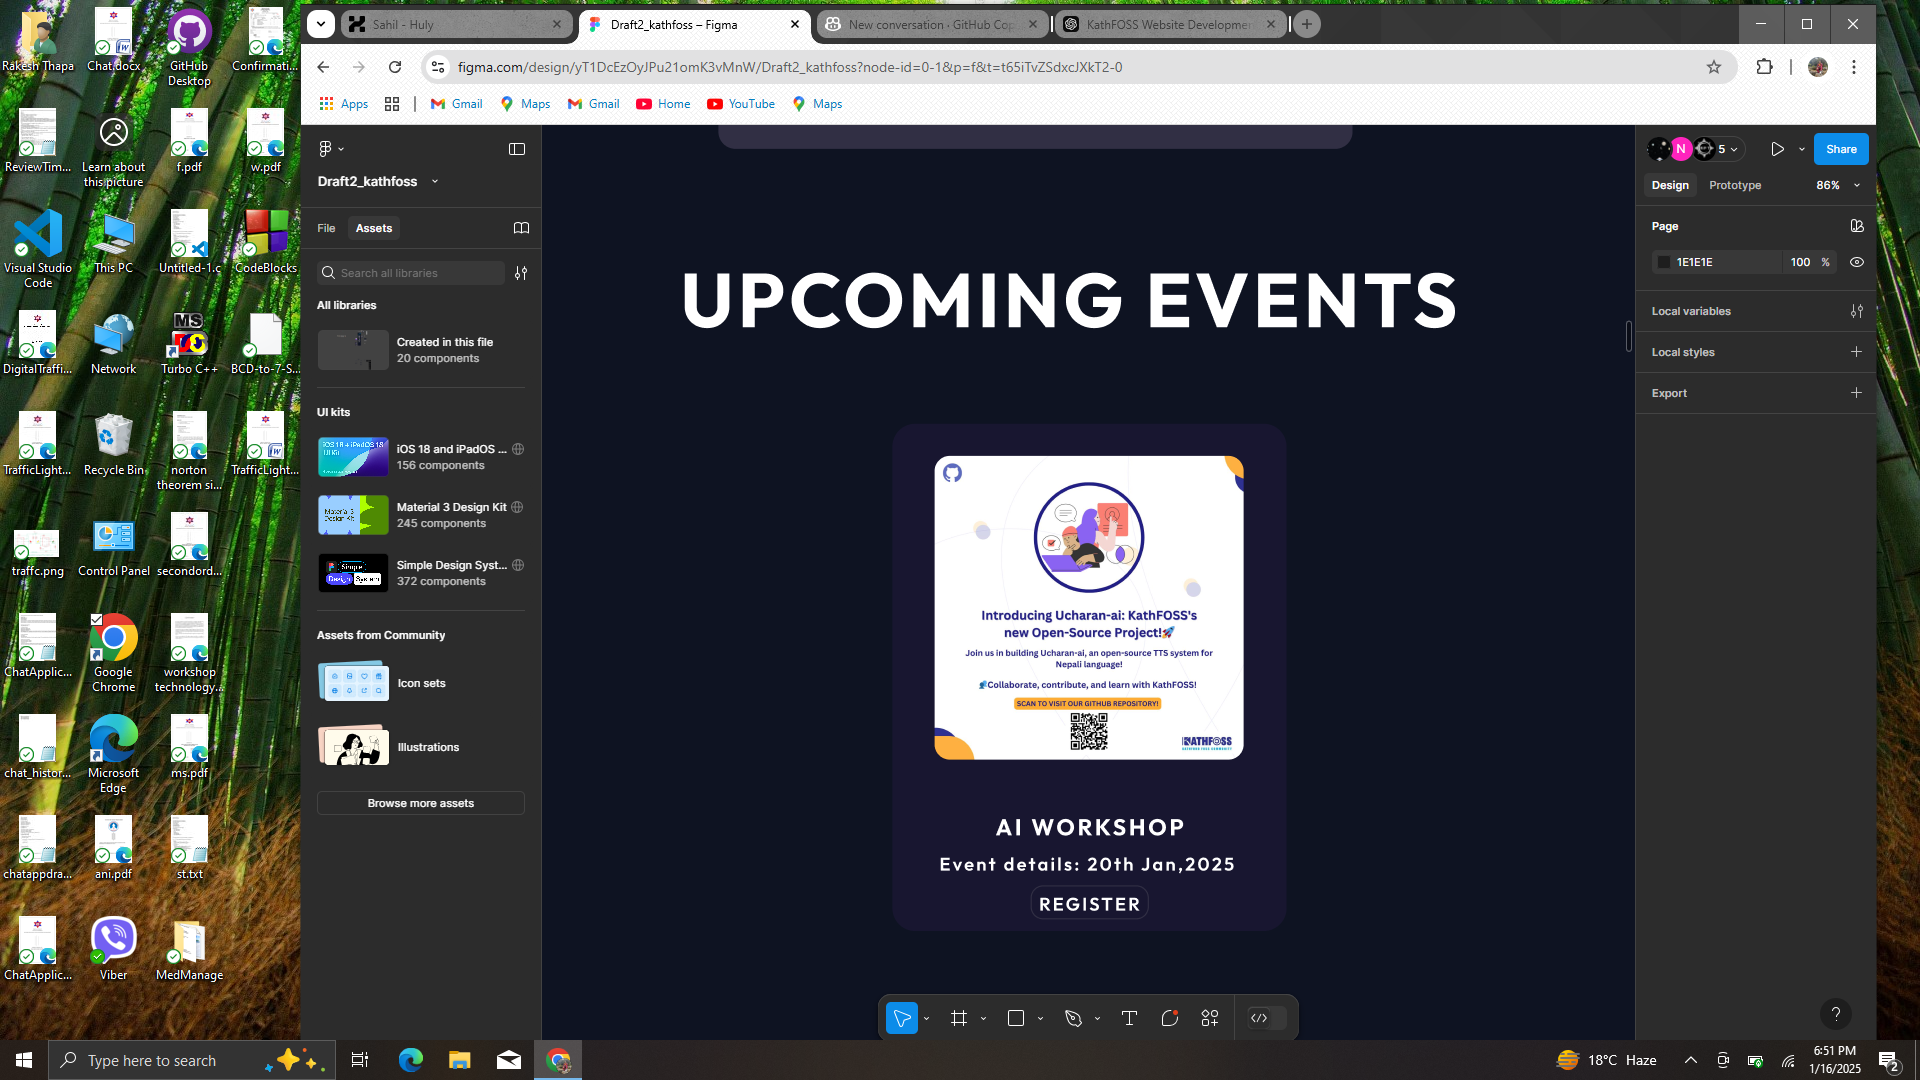 Rakesh Thapa
Chat.docx
GitHub
Desktop
Confirmati...
ReviewTim...
Learn about
this picture
f.pdf
w.pdf
Visual Studio
Code
This PC
Untitled-1.c
CodeBlocks
DigitalTraffi...
Network
Turbo C++
BCD-to-7-S...
TrafficLight...
Recycle Bin
norton
theorem si...
TrafficLight...
traffc.png
Control Panel
secondord...
ChatApplic...
Google
Chrome
workshop
technology...
chat_histor...
Microsoft
Edge
ms.pdf
chatappdra...
ani.pdf
st.txt
ChatApplic...
Viber
MedManage
Sahil - Huly
Draft2_kathfoss – Figma
New conversation · GitHub Cop
KathFOSS Website Developmen
figma.com/design/yT1DcEzOyJPu21omK3vMnW/Draft2_kathfoss?node-id=0-1&p=f&t=t65iTvZSdxcJXkT2-0
Apps
Gmail
Maps
Gmail
Home
YouTube
Maps
Draft2_kathfoss
File
Assets
Search all libraries
All libraries
Created in this file
20 components
UI kits
iOS 18 and iPadOS ...
156 components
Material 3 Design Kit
245 components
Simple Design Syst...
372 components
Assets from Community
Icon sets
Illustrations
Browse more assets
UPCOMING EVENTS
Introducing Ucharan-ai: KathFOSS's
new Open-Source Project!🚀
Join us in building Ucharan-ai, an open-source TTS system for
Nepali language!
Collaborate, contribute, and learn with KathFOSS!
SCAN TO VISIT OUR GITHUB REPOSITORY!
KATHFOSS
AI WORKSHOP
Event details: 20th Jan,2025
REGISTER
N
5
Share
Design
Prototype
86%
Page
1E1E1E
100
%
Local variables
Local styles
Export
?
Type here to search
18°C Haze
6:51 PM
1/16/2025
2